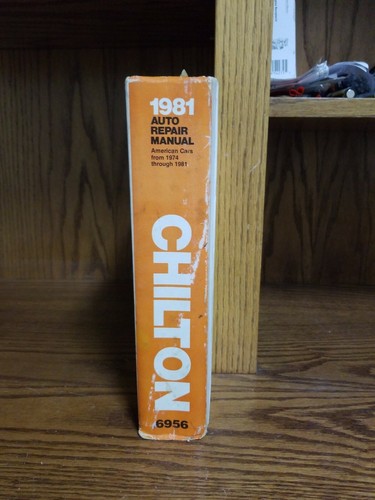 1981
AUTO
REPAIR
MANUAL
American Cars
from 1974
through 1981
CHILTON
6956